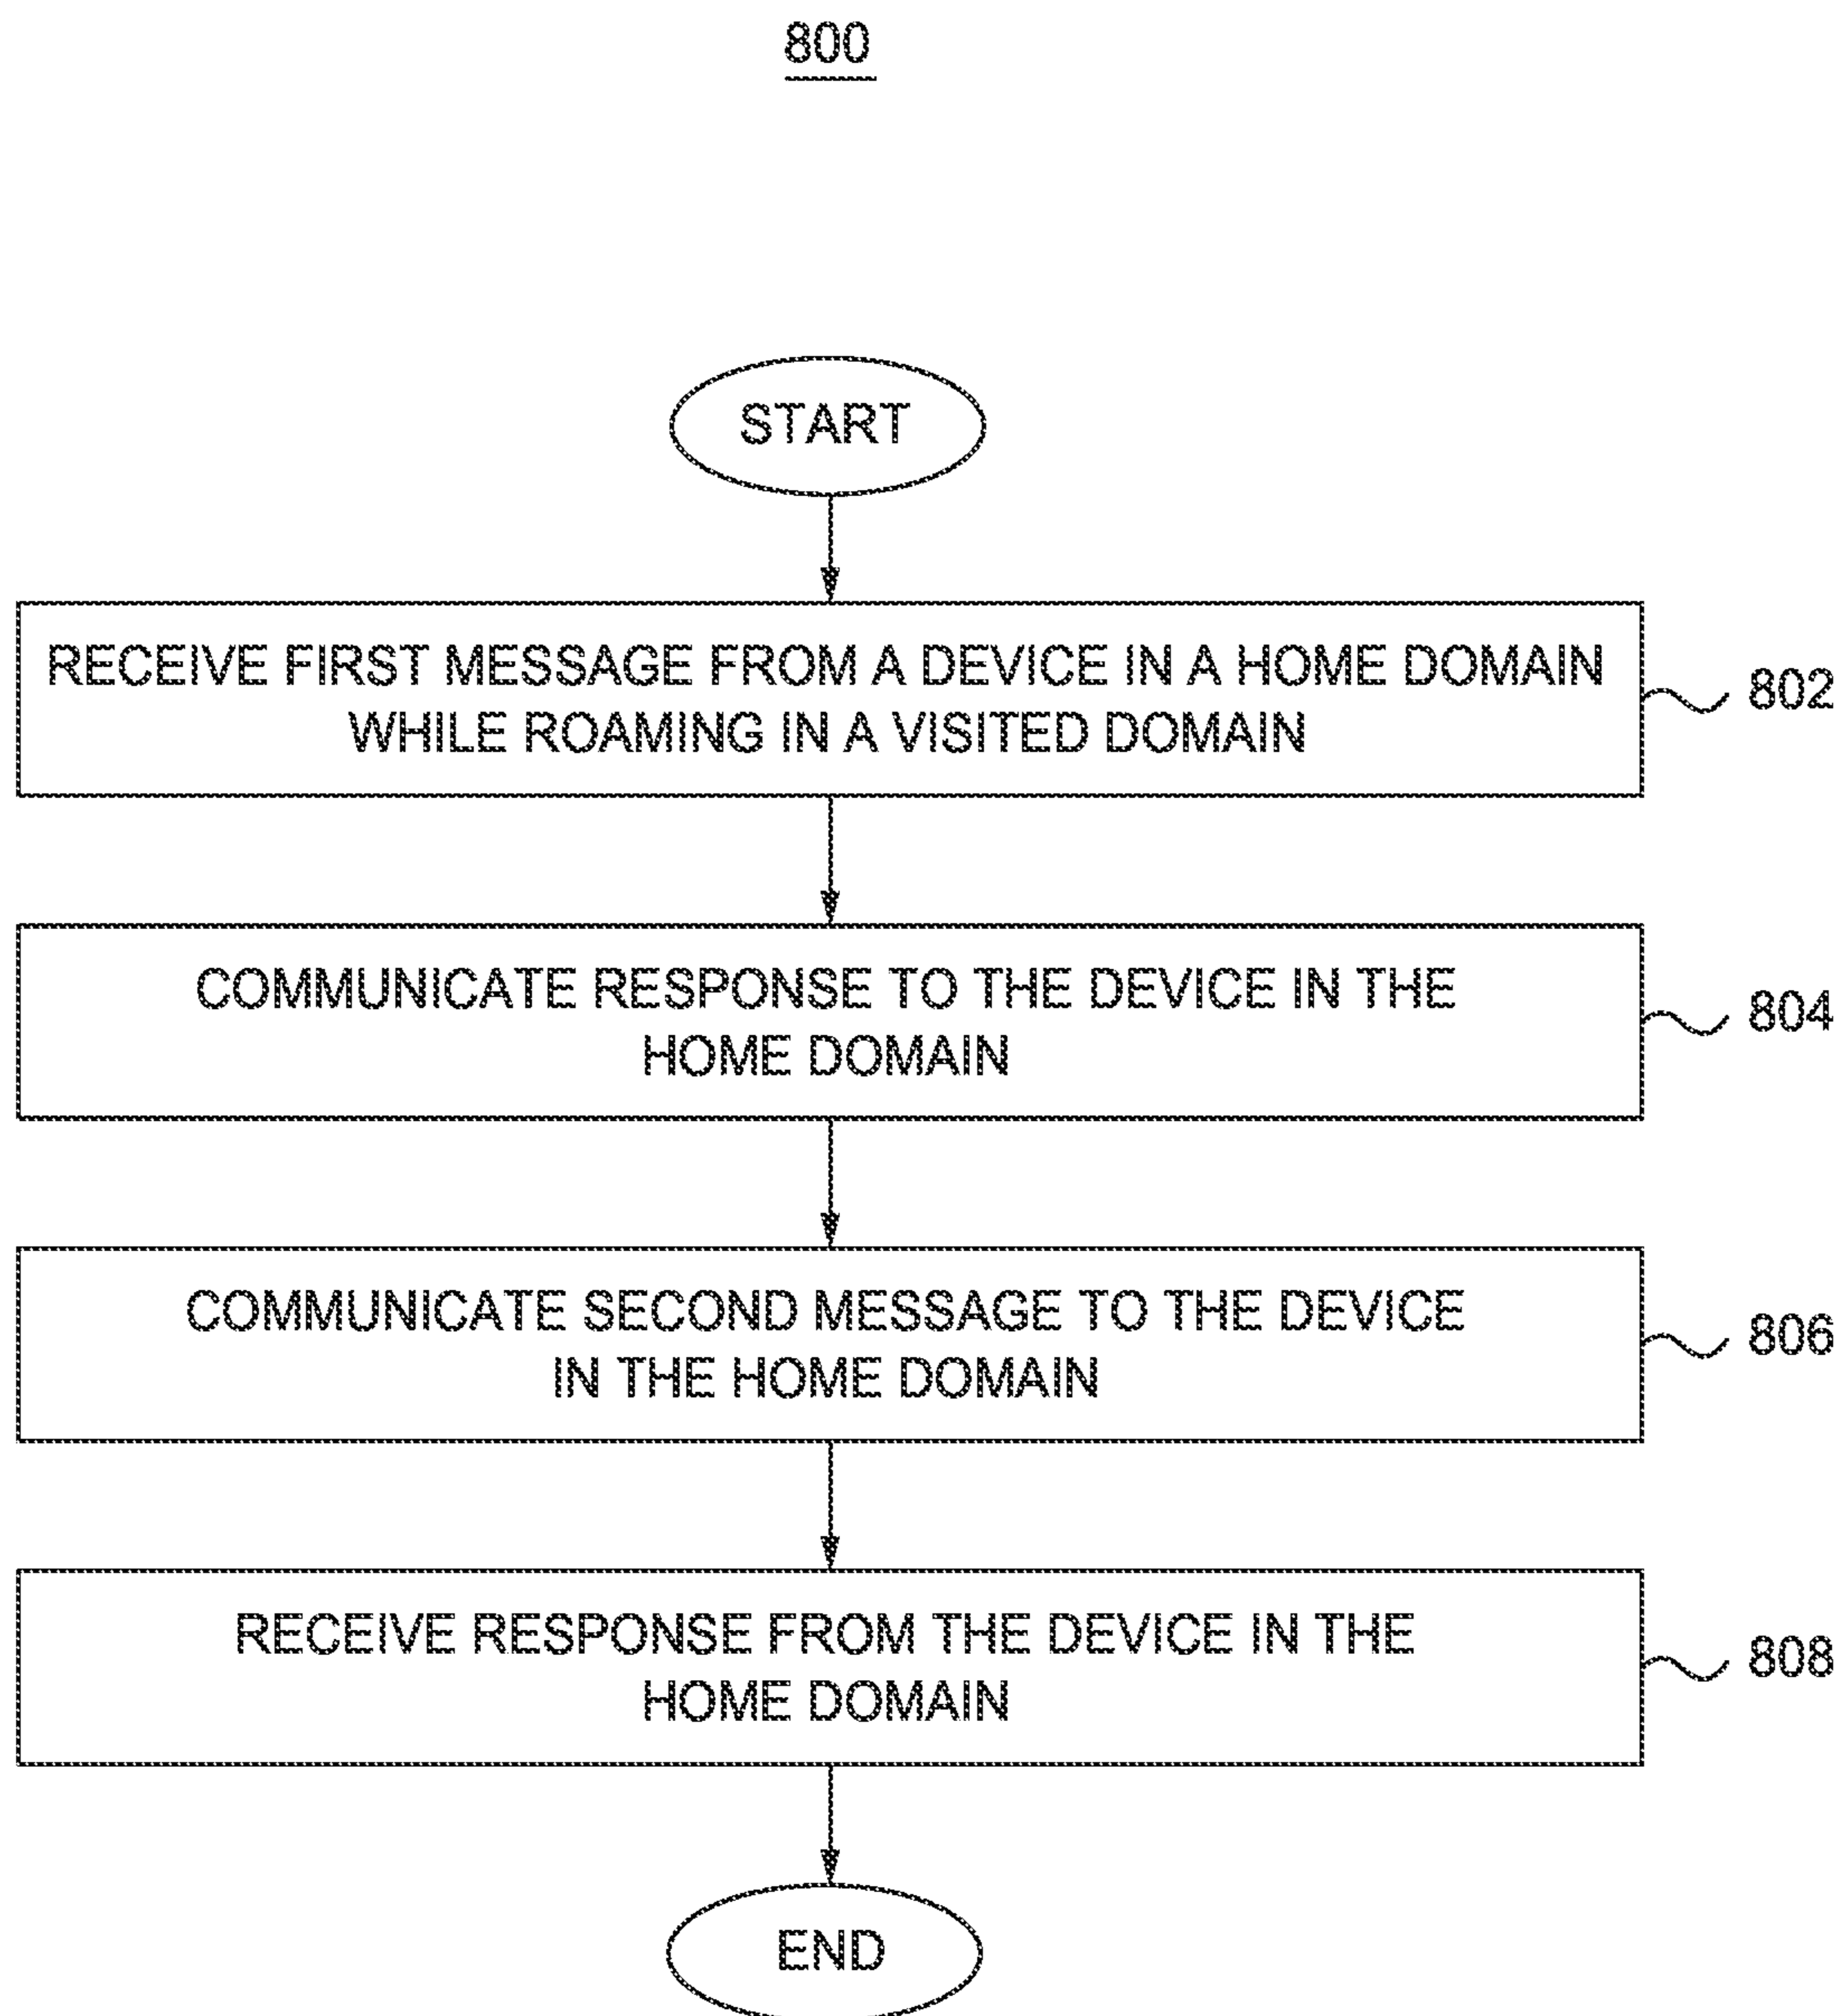 800
START
RECEIVE FIRST MESSAGE FROM A DEVICE IN A HOME DOMAIN
WHILE ROAMING IN A VISITED DOMAIN
802
COMMUNICATE RESPONSE TO THE DEVICE IN THE
HOME DOMAIN
804
COMMUNICATE SECOND MESSAGE TO THE DEVICE
IN THE HOME DOMAIN
806
RECEIVE RESPONSE FROM THE DEVICE IN THE
HOME DOMAIN
808
END